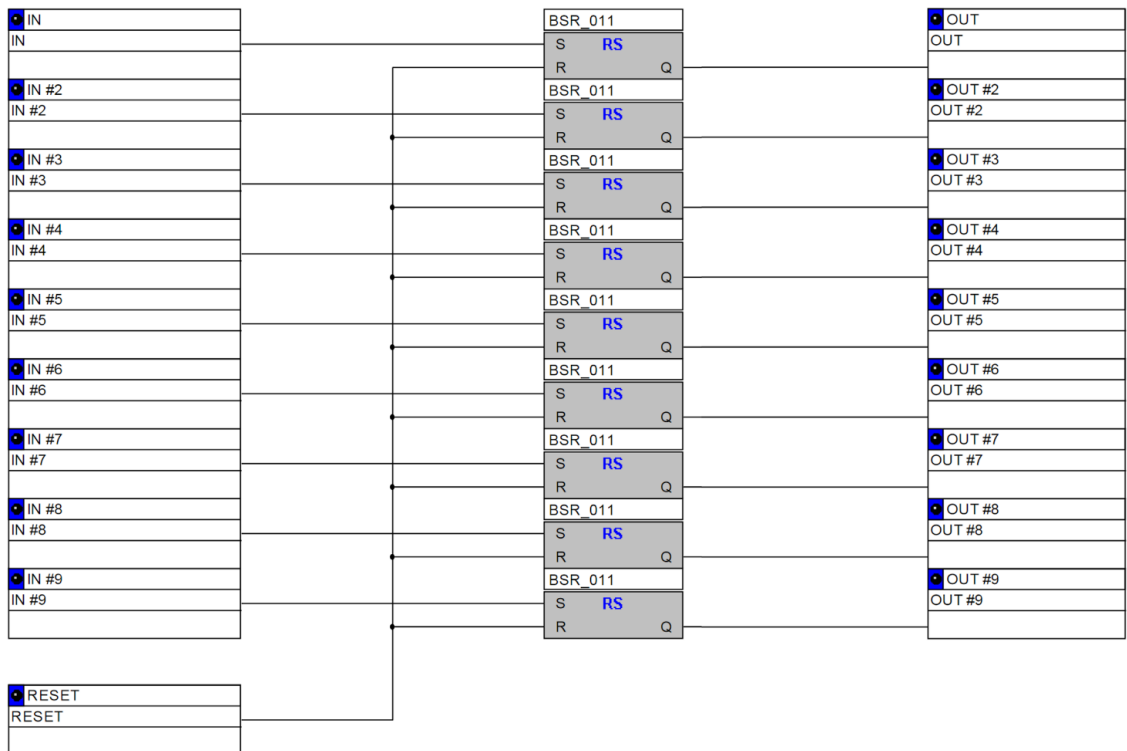 IN
IN
IN #2
IN #2
IN #3
IN #3
IN #4
IN #4
IN #5
IN #5
IN #6
IN #6
IN #7
IN #7
IN #8
IN #8
IN #9
IN #9
RESET
RESET
BSR_011
S RS
R Q
BSR_011
S RS
R Q
BSR_011
S RS
R Q
BSR_011
S RS
R Q
BSR_011
S RS
R Q
BSR_011
S RS
R Q
BSR_011
S RS
R Q
BSR_011
S RS
R Q
BSR_011
S RS
R Q
OUT
OUT
OUT #2
OUT #2
OUT #3
OUT #3
OUT #4
OUT #4
OUT #5
OUT #5
OUT #6
OUT #6
OUT #7
OUT #7
OUT #8
OUT #8
OUT #9
OUT #9